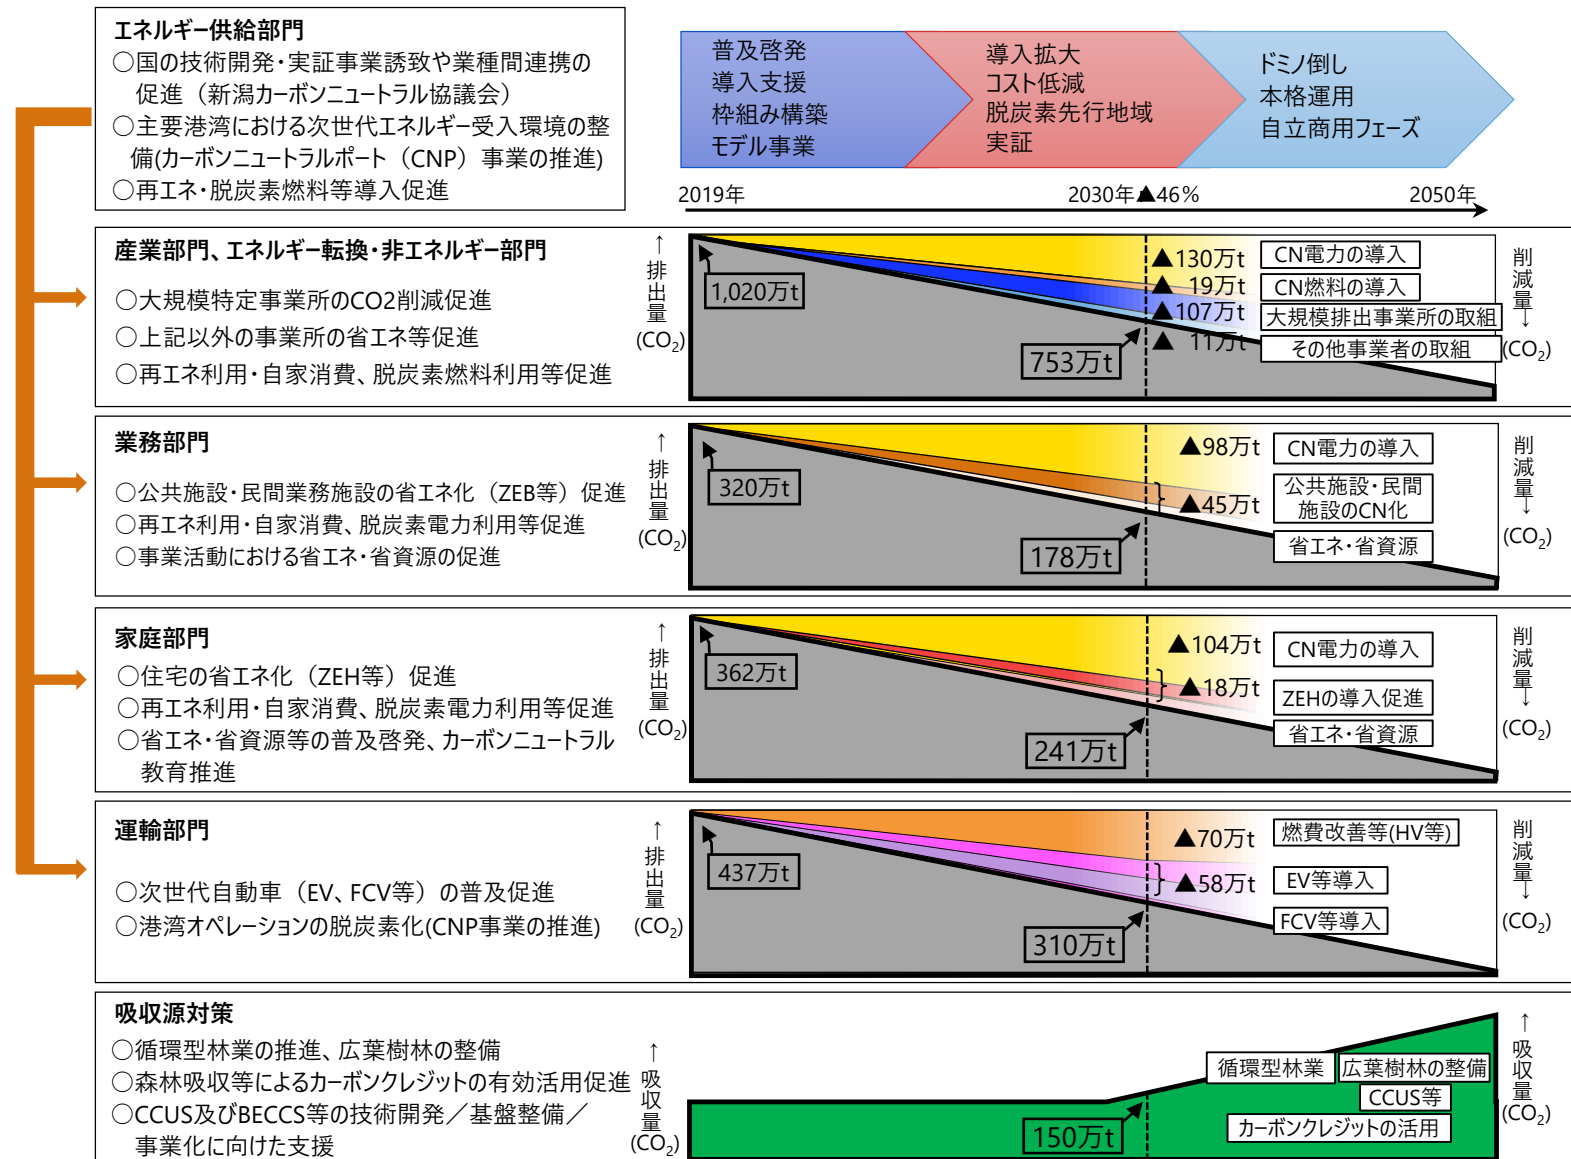 エネルギー供給部門
○国の技術開発・実証事業誘致や業種間連携の
促進（新潟カーボンニュートラル協議会）
○主要港湾における次世代エネルギー受入環境の整
備(カーボンニュートラルポート（CNP）事業の推進)
○再エネ・脱炭素燃料等導入促進
普及啓発
導入支援
枠組み構築
モデル事業
導入拡大
コスト低減
脱炭素先行地域
実証
ドミノ倒し
本格運用
自立商用フェーズ
2019年
2030年▲46％
2050年
産業部門、エネルギー転換・非エネルギー部門
○大規模特定事業所のCO2削減促進
○上記以外の事業所の省エネ等促進
○再エネ利用・自家消費、脱炭素燃料利用等促進
↑排出量(CO₂)
1,020万t
753万t
▲130万t
CN電力の導入
▲ 19万t
CN燃料の導入
▲107万t
大規模排出事業所の取組
▲ 11万t
その他事業者の取組
削減量↓(CO₂)
業務部門
○公共施設・民間業務施設の省エネ化（ZEB等）促進
○再エネ利用・自家消費、脱炭素電力利用等促進
○事業活動における省エネ・省資源の促進
↑排出量(CO₂)
320万t
178万t
▲98万t
CN電力の導入
▲45万t
公共施設・民間
施設のCN化
省エネ・省資源
削減量↓(CO₂)
家庭部門
○住宅の省エネ化（ZEH等）促進
○再エネ利用・自家消費、脱炭素電力利用等促進
○省エネ・省資源等の普及啓発、カーボンニュートラル
教育推進
↑排出量(CO₂)
362万t
241万t
▲104万t
CN電力の導入
▲18万t
ZEHの導入促進
省エネ・省資源
削減量↓(CO₂)
運輸部門
○次世代自動車（EV、FCV等）の普及促進
○港湾オペレーションの脱炭素化(CNP事業の推進)
↑排出量(CO₂)
437万t
310万t
▲70万t
燃費改善等(HV等)
▲58万t
EV等導入
FCV等導入
削減量↓(CO₂)
吸収源対策
○循環型林業の推進、広葉樹林の整備
○森林吸収等によるカーボンクレジットの有効活用促進
○CCUS及びBECCS等の技術開発／基盤整備／
事業化に向けた支援
↑吸収量(CO₂)
150万t
循環型林業
広葉樹林の整備
CCUS等
カーボンクレジットの活用
↑吸収量(CO₂)